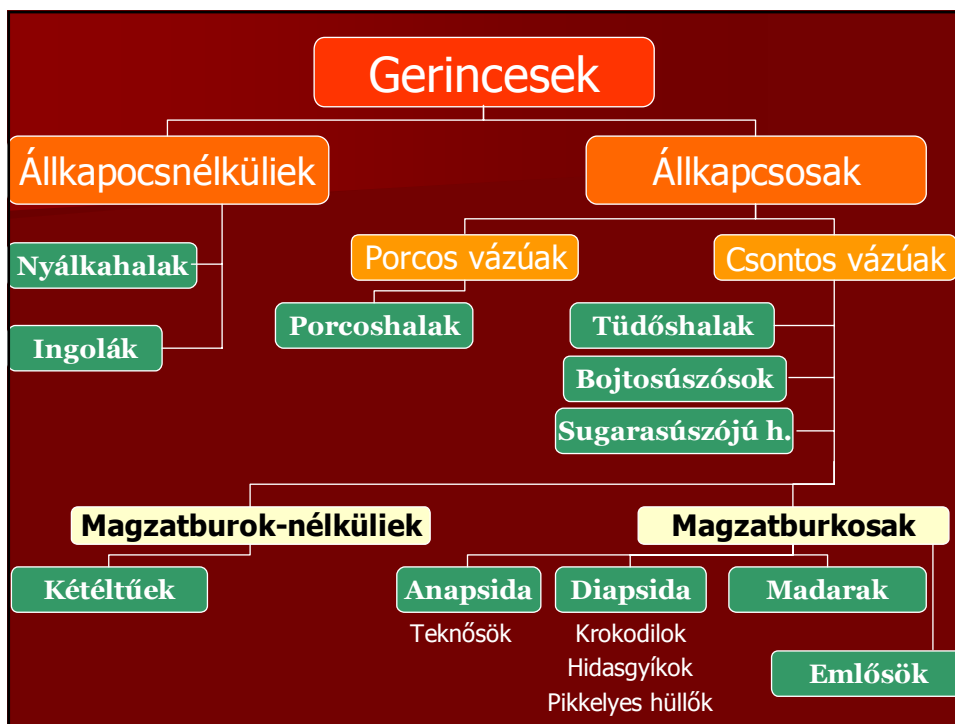 Gerincesek
Állkapocsnélküliek
Állkapcsosak
Nyálkahalak
Ingolák
Porcos vázúak
Csontos vázúak
Porcoshalak
Tüdőshalak
Bojtosúszósok
Sugarasúszójú h.
Magzatburok-nélküliek
Magzatburkosak
Kétéltűek
Anapsida
Diapsida
Madarak
Teknősök
Krokodilok
Hidasgyíkok
Pikkelyes hüllők
Emlősök